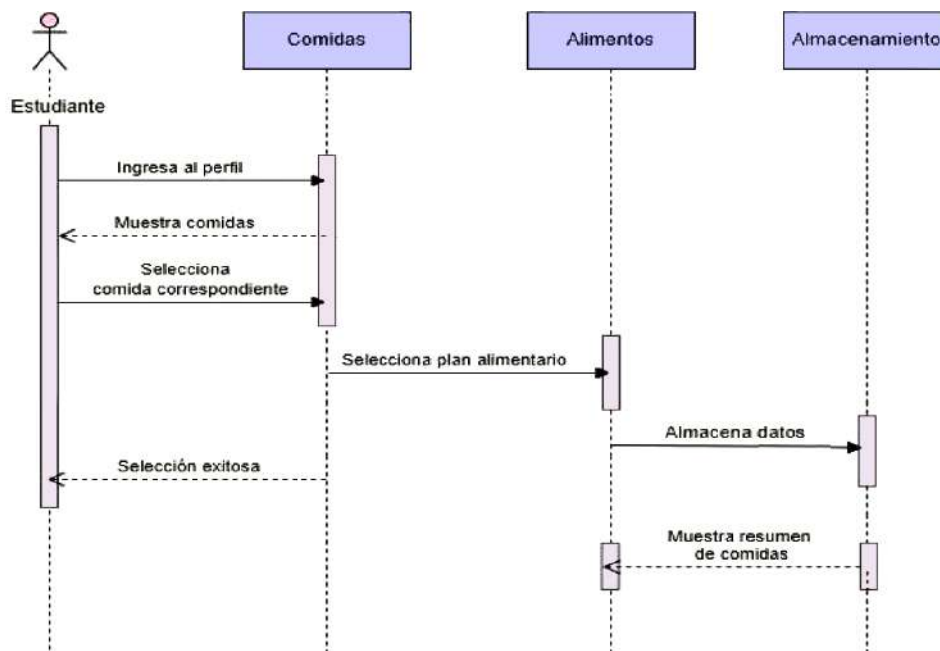 Comidas
Alimentos
Almacenamiento
Estudiante
Ingresa al perfil
Muestra comidas
Selecciona
comida correspondiente
Selecciona plan alimentario
Almacena datos
Selección exitosa
Muestra resumen
de comidas